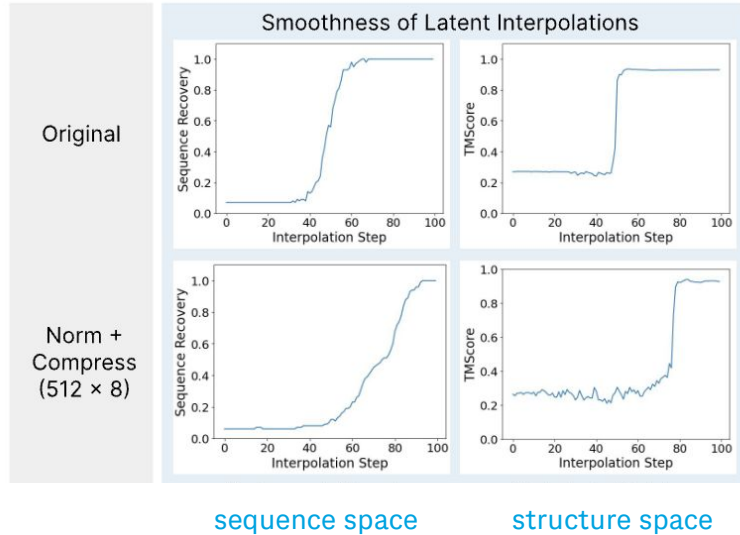 Smoothness of Latent Interpolations
Original
Sequence Recovery
1.0
0.8
0.6
0.4
0.2
0.0
0 20 40 60 80 100
Interpolation Step
TMScore
1.0
0.8
0.6
0.4
0.2
0.0
0 20 40 60 80 100
Interpolation Step
Norm +
Compress
(512 × 8)
Sequence Recovery
1.0
0.8
0.6
0.4
0.2
0.0
0 20 40 60 80 100
Interpolation Step
TMScore
1.0
0.8
0.6
0.4
0.2
0.0
0 20 40 60 80 100
Interpolation Step
sequence space
structure space